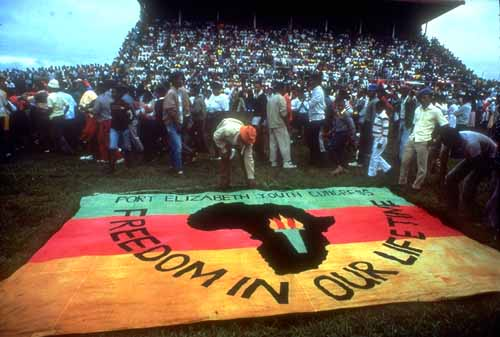 PORT ELIZABETH YOUTH CONGRESS
FREEDOM IN OUR LIFETIME